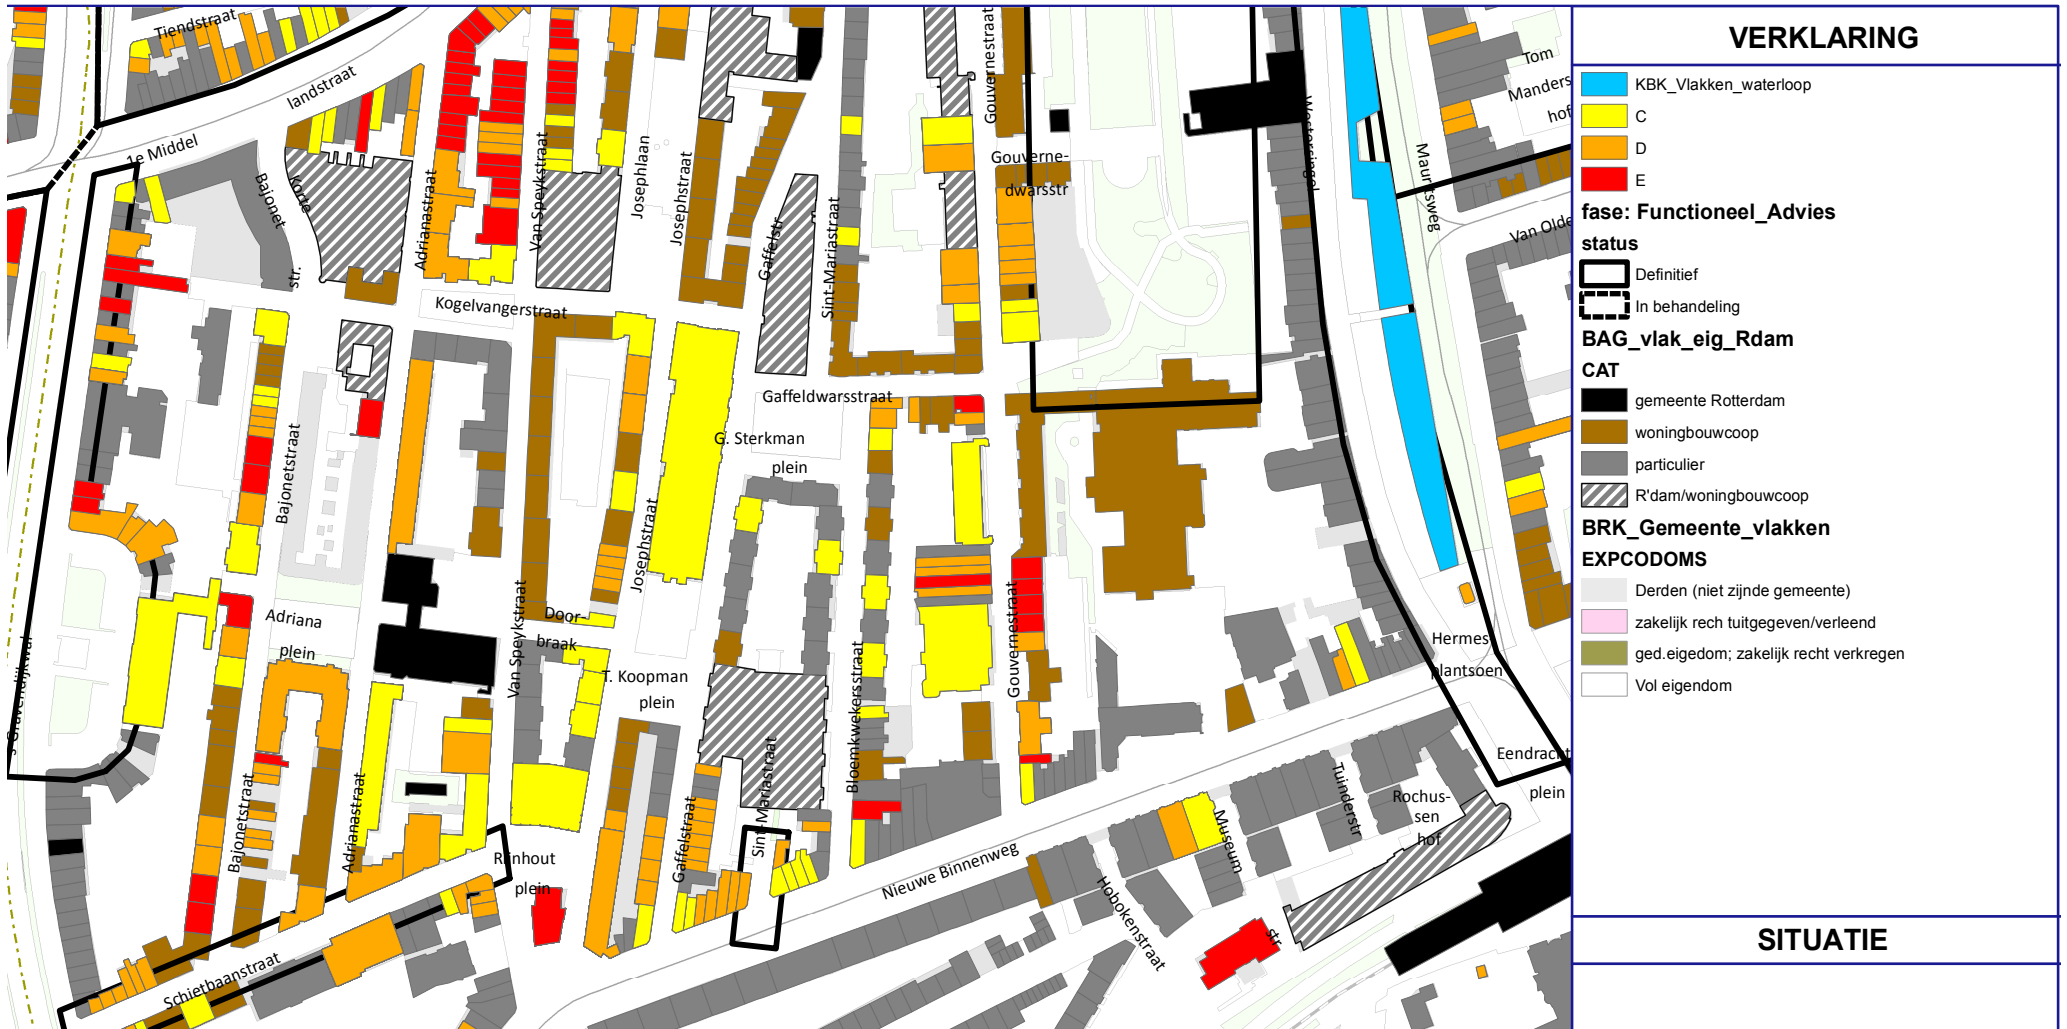 Tiendstraat
landstraat
1e Middel
Bajonet
Korte
str.
Adrianastraat
Van Speykstraat
Josephlaan
Josephstraat
Gaffelstr
Sint-Mariastraat
Gouvernestraat
Gouverne-
dwarsstr
Westersingel
Mauritsweg
Tom
Manders
hof
Van Olde
Kogelvangerstraat
Gaffeldwarsstraat
G. Sterkman
plein
Bajonetstraat
Josephstraat
Adriana
plein
Van Speykstraat
Door-
braak
T. Koopman
plein
Bloemkwekersstraat
Gouvernestraat
Hermes
plantsoen
Eendracht
plein
's-Gravendijkwal
Bajonetstraat
Adrianastraat
Rijnhout
plein
Gaffelstraat
Sint-Mariastraat
Nieuwe Binnenweg
Museum
str
Tuinderstr
Rochus-
sen
hof
Hobokenstraat
Schietbaanstraat
VERKLARING
KBK_Vlakken_waterloop
C
D
E
fase: Functioneel_Advies
status
Definitief
In behandeling
BAG_vlak_eig_Rdam
CAT
gemeente Rotterdam
woningbouwcoop
particulier
R'dam/woningbouwcoop
BRK_Gemeente_vlakken
EXPCODOMS
Derden (niet zijnde gemeente)
zakelijk rech tuitgegeven/verleend
ged.eigedom; zakelijk recht verkregen
Vol eigendom
SITUATIE